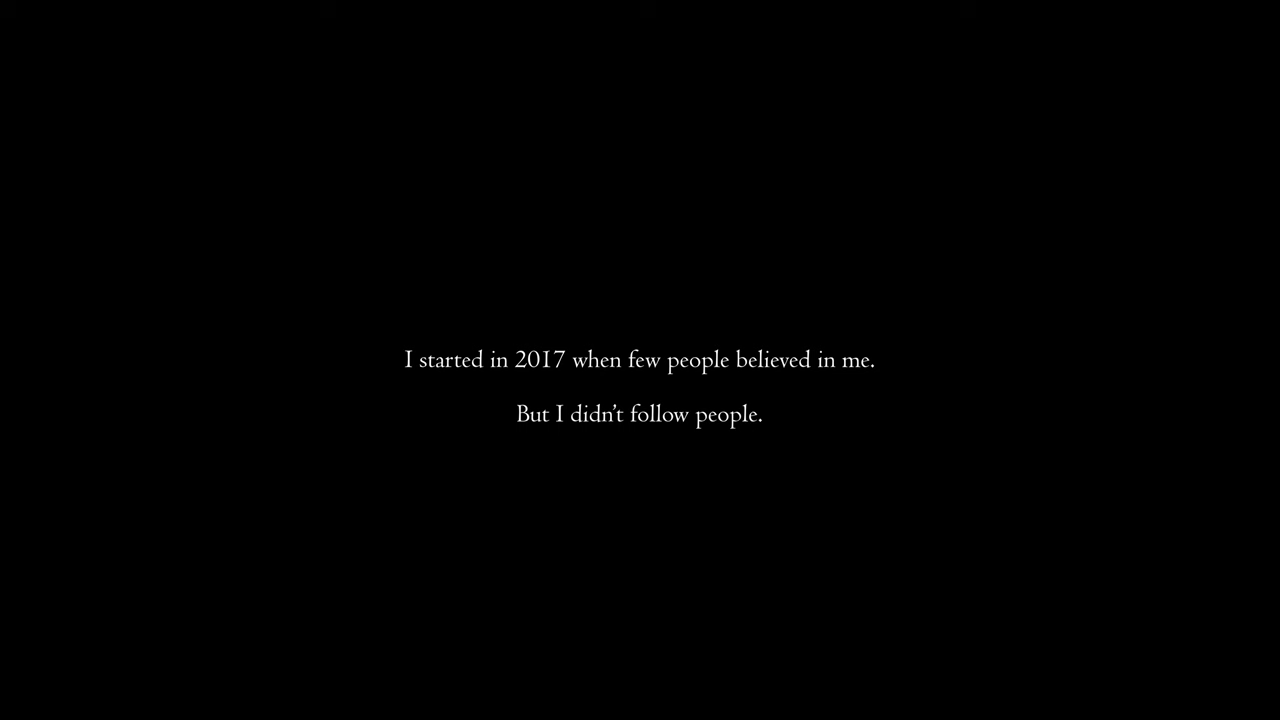 I started in 2017 when few people believed in me.
But I didn’t follow people.